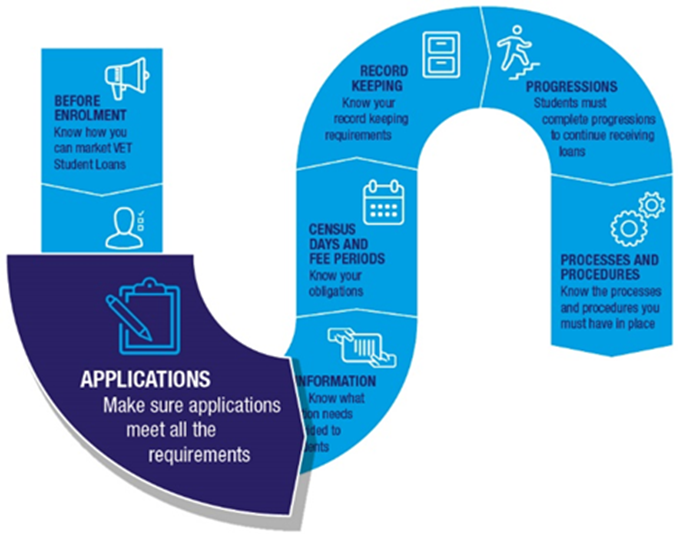 BEFORE
ENROLMENT
Know how you
can market VET
Student Loans
APPLICATIONS
Make sure applications
meet all the
requirements
INFORMATION
Know what
needs
to
CENSUS
DAYS AND
FEE PERIODS
Know your
obligations
RECORD
KEEPING
Know your
record keeping
requirements
PROGRESSIONS
Students must
complete progressions
to continue receiving
loans
PROCESSES AND
PROCEDURES
Know the processes
and procedures you
must have in place